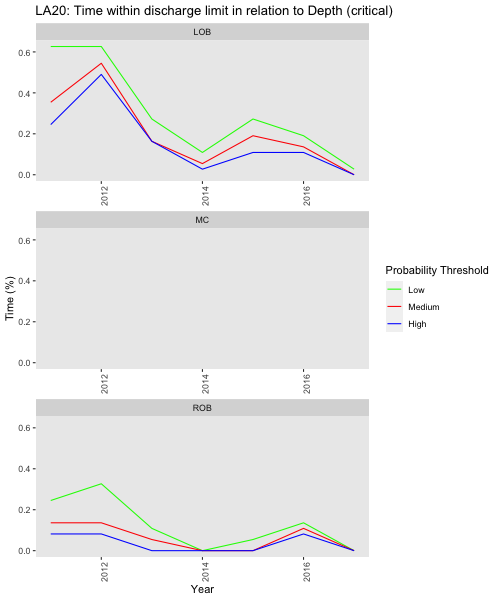 LA20: Time within discharge limit in relation to Depth (critical)
LOB
0.6
0.4
0.2
0.0
2012
2014
2016
MC
0.6
0.4
0.2
0.0
2012
2014
2016
ROB
0.6
0.4
0.2
0.0
2012
2014
2016
Time (%)
Year
Probability Threshold
Low
Medium
High